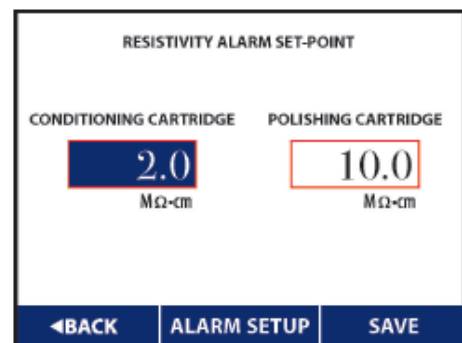 RESISTIVITY ALARM SET-POINT
CONDITIONING CARTRIDGE POLISHING CARTRIDGE
2.0 10.0
MΩ-cm MΩ-cm
◀BACK ALARM SETUP SAVE